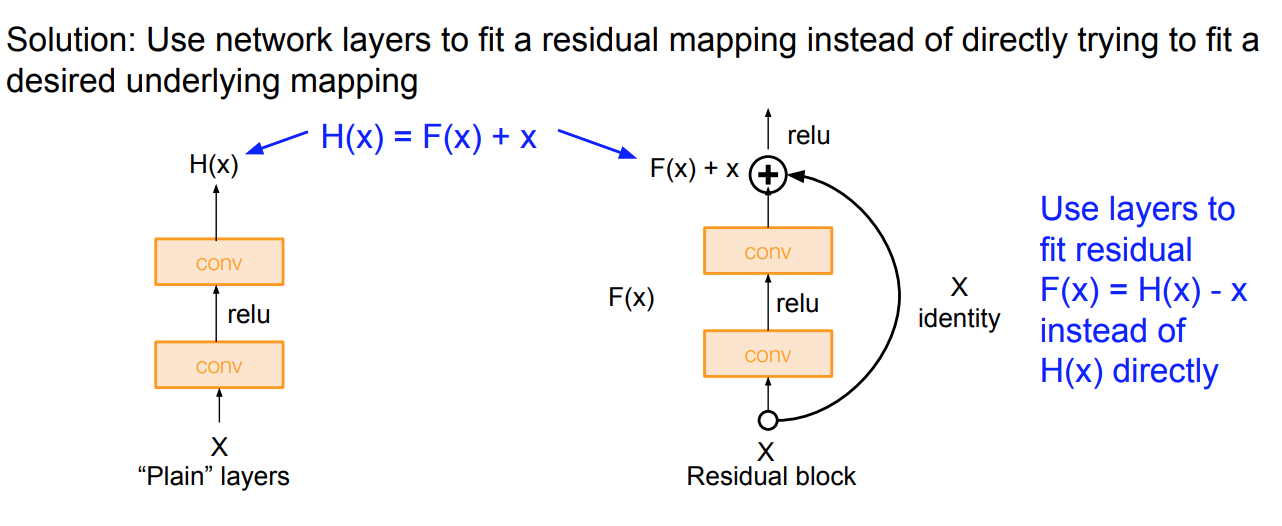 Solution: Use network layers to fit a residual mapping instead of directly trying to fit a
desired underlying mapping
H(x) = F(x) + x
H(x)
conv
relu
conv
X
“Plain” layers
relu
F(x) + x
+
conv
F(x)
relu
conv
X
identity
X
Residual block
Use layers to
fit residual
F(x) = H(x) - x
instead of
H(x) directly